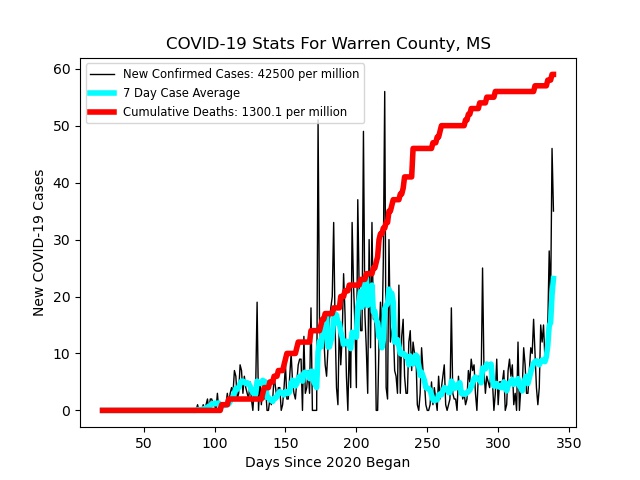 COVID-19 Stats For Warren County, MS
New Confirmed Cases: 42500 per million
7 Day Case Average
Cumulative Deaths: 1300.1 per million
New COVID-19 Cases
60
50
40
30
20
10
0
50
100
150
200
250
300
350
Days Since 2020 Began